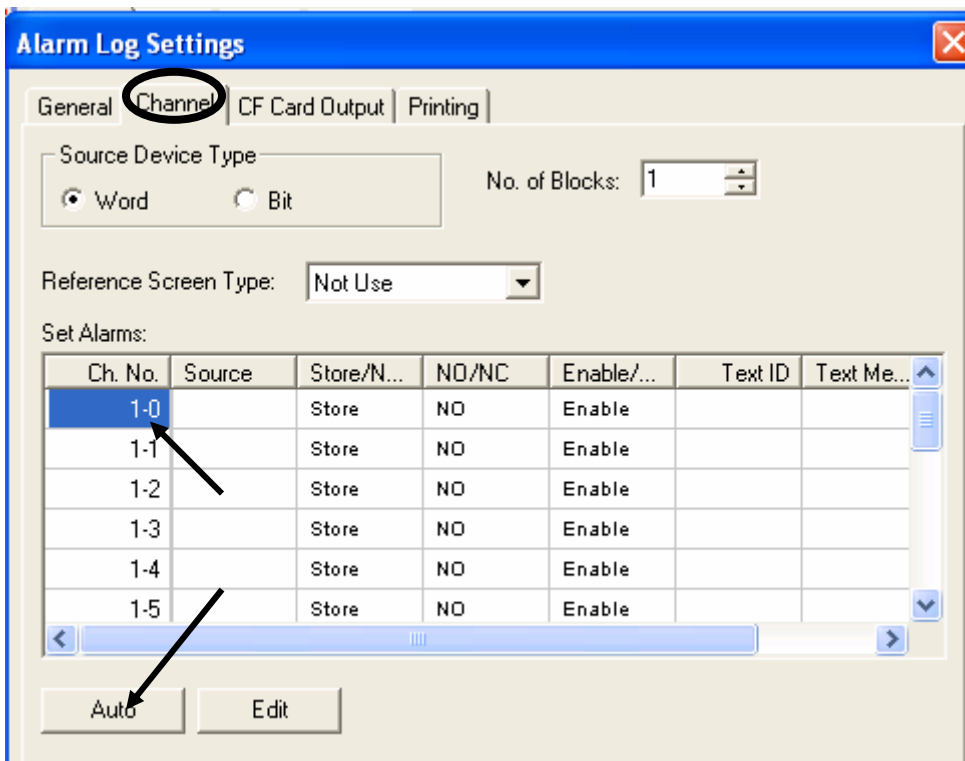 Alarm Log Settings
General Channel CF Card Output Printing
Source Device Type
Word Bit
No. of Blocks: 1
Reference Screen Type: Not Use
Set Alarms:
Ch. No. Source Store/N... NO/NC Enable/... Text ID Text Me...
1-0 Store NO Enable
1-1 Store NO Enable
1-2 Store NO Enable
1-3 Store NO Enable
1-4 Store NO Enable
1-5 Store NO Enable
Auto Edit